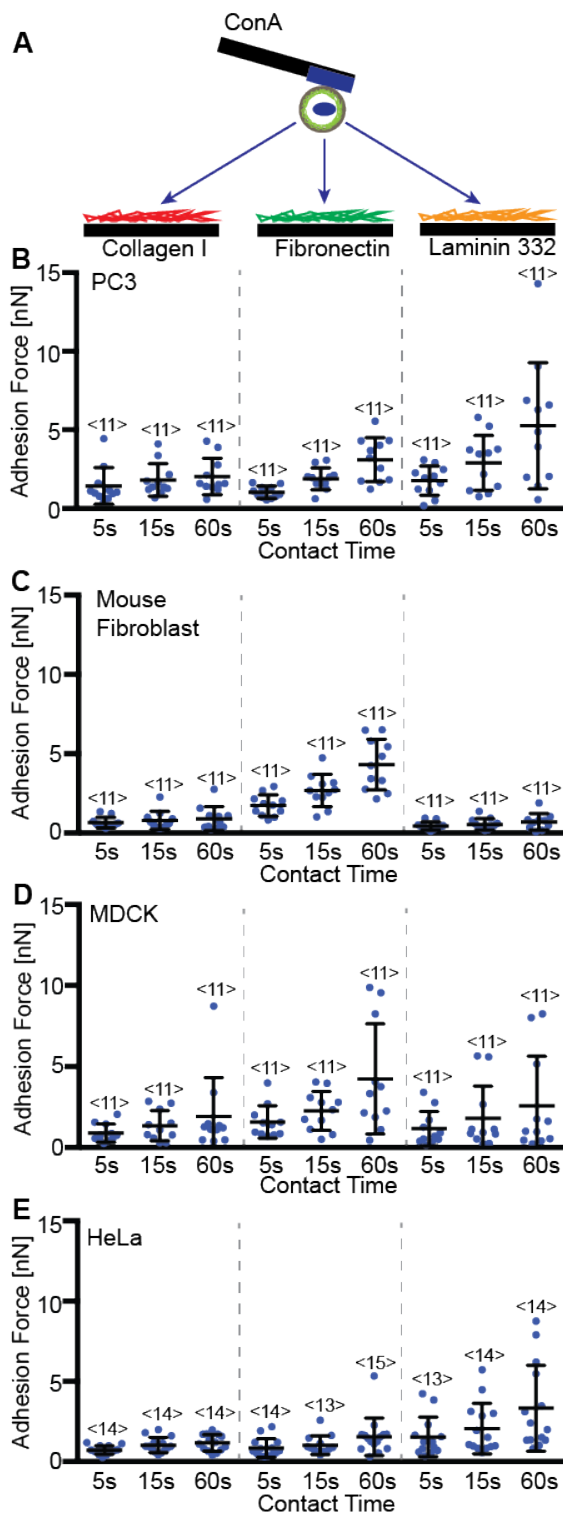 A
ConA
Collagen I Fibronectin Laminin 332
B
PC3
Adhesion Force [nN]
15
10
5
0
<11> <11> <11> <11> <11> <11> <11> <11> <11>
5s 15s 60s 5s 15s 60s 5s 15s 60s
Contact Time
C
Mouse
Fibroblast
Adhesion Force [nN]
15
10
5
0
<11> <11> <11> <11> <11> <11> <11> <11> <11>
5s 15s 60s 5s 15s 60s 5s 15s 60s
Contact Time
D
MDCK
Adhesion Force [nN]
15
10
5
0
<11> <11> <11> <11> <11> <11> <11> <11> <11>
5s 15s 60s 5s 15s 60s 5s 15s 60s
Contact Time
E
HeLa
Adhesion Force [nN]
15
10
5
0
<14> <14> <14> <14> <13> <15> <13> <14> <14>
5s 15s 60s 5s 15s 60s 5s 15s 60s
Contact Time